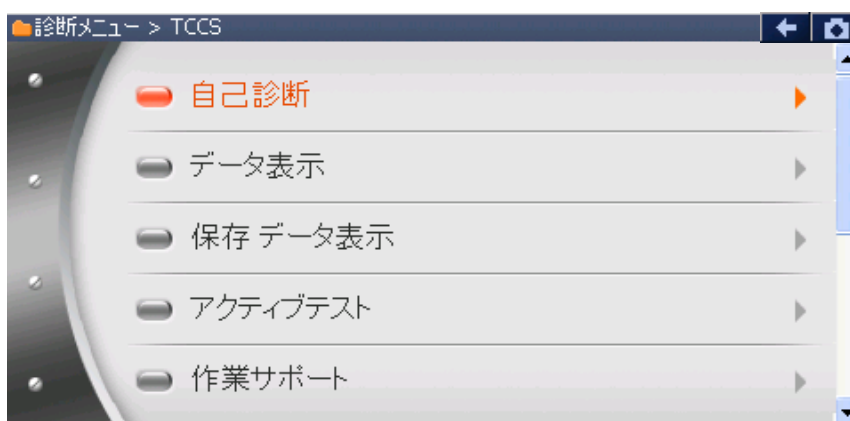 診断メニュー > TCCS
自己診断
データ表示
保存 データ表示
アクティブテスト
作業サポート